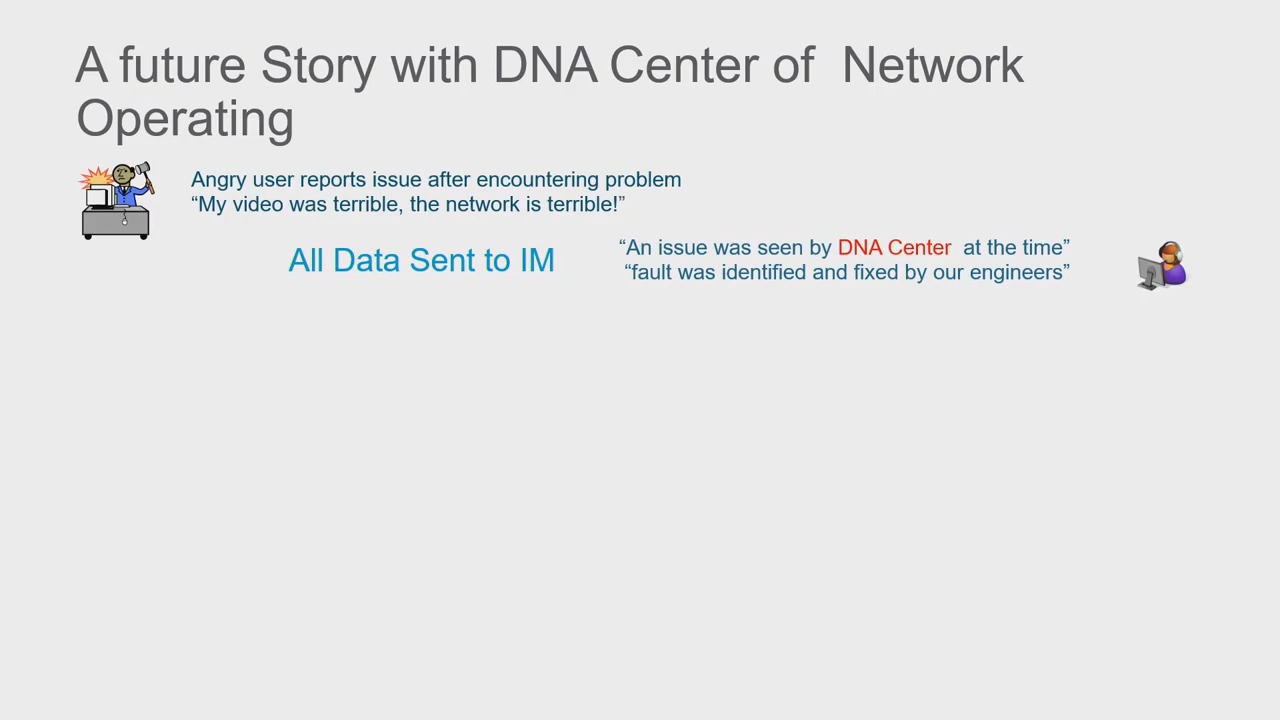 A future Story with DNA Center of  Network
Operating
Angry user reports issue after encountering problem
“My video was terrible, the network is terrible!”
All Data Sent to IM
“An issue was seen by DNA Center  at the time”
“fault was identified and fixed by our engineers”